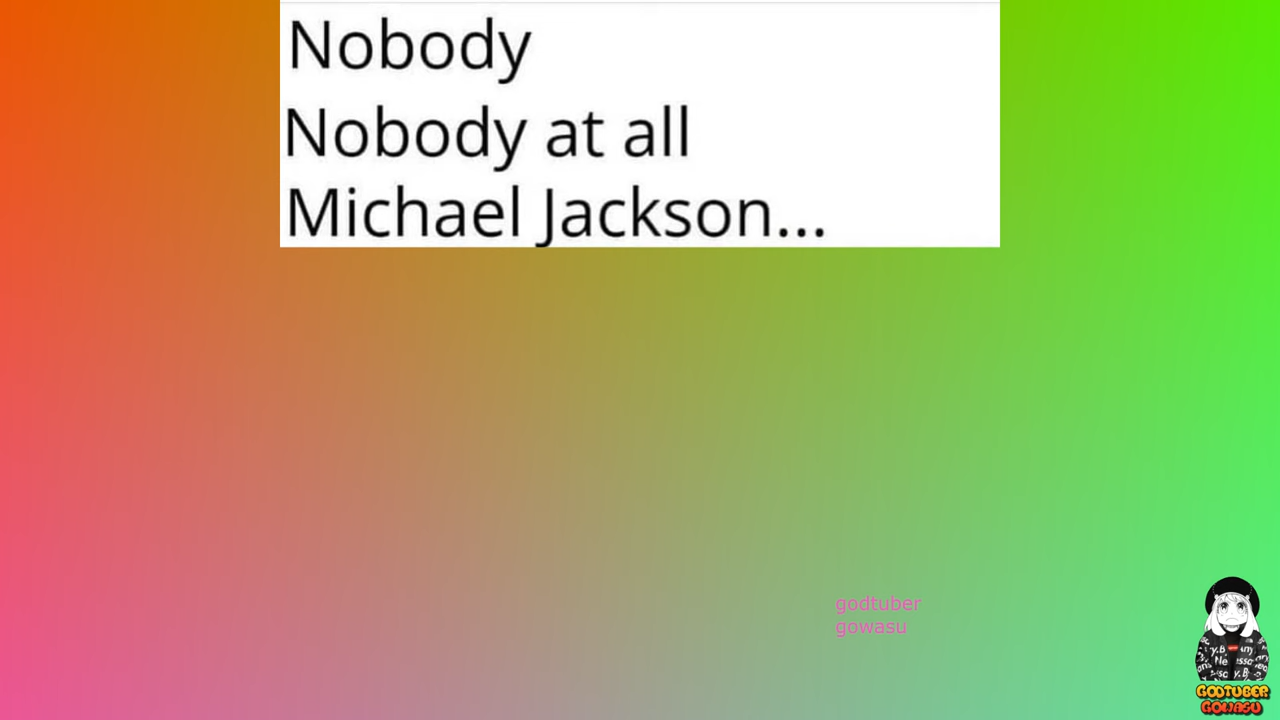 Nobody
Nobody at all
Michael Jackson...
godtuber
gowasu
GODTUBER
GOWASU